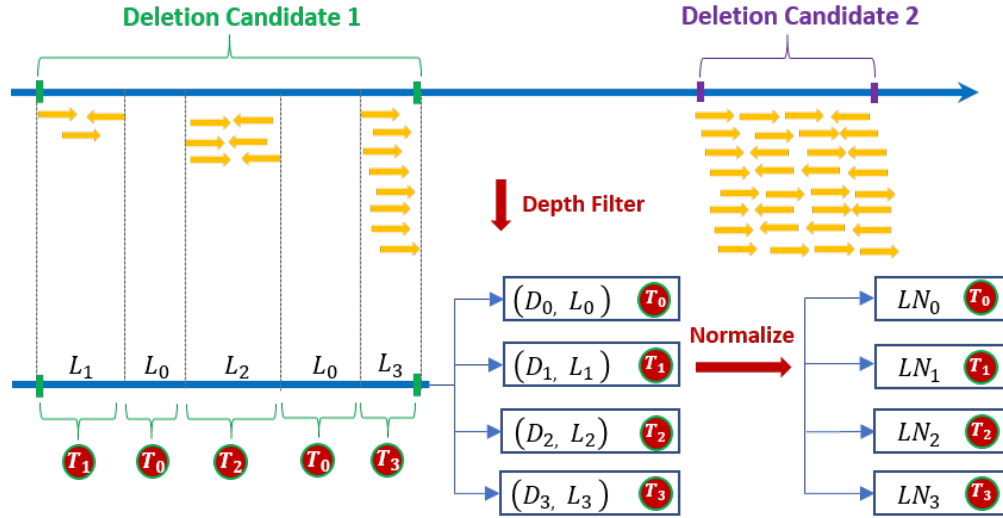 Deletion Candidate 1
Deletion Candidate 2
Depth Filter
L₁ L₀ L₂ L₀ L₃
T₁ T₀ T₂ T₀ T₃
(D₀, L₀) T₀
(D₁, L₁) T₁
(D₂, L₂) T₂
(D₃, L₃) T₃
Normalize
LN₀ T₀
LN₁ T₁
LN₂ T₂
LN₃ T₃